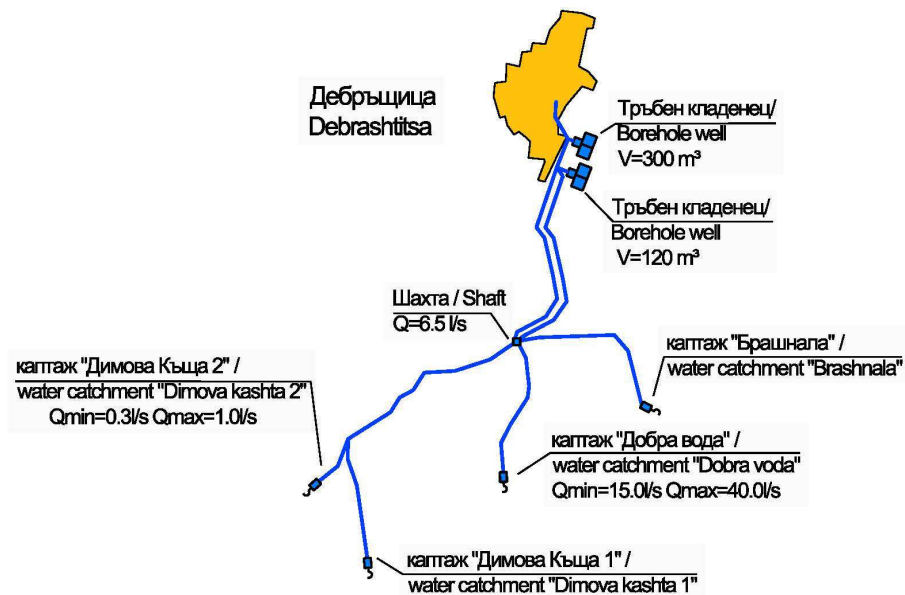 Дебръщица
Debrashtitsa
Тръбен кладенец/
Borehole well
V=300 m³
Тръбен кладенец/
Borehole well
V=120 m³
Шахта / Shaft
Q=6.5 l/s
каптаж "Брашнала" /
water catchment "Brashnala"
каптаж "Димова Къща 2" /
water catchment "Dimova kashta 2"
Qmin=0.3l/s Qmax=1.0l/s
каптаж "Добра вода" /
water catchment "Dobra voda"
Qmin=15.0l/s Qmax=40.0l/s
каптаж "Димова Къща 1" /
water catchment "Dimova kashta 1"